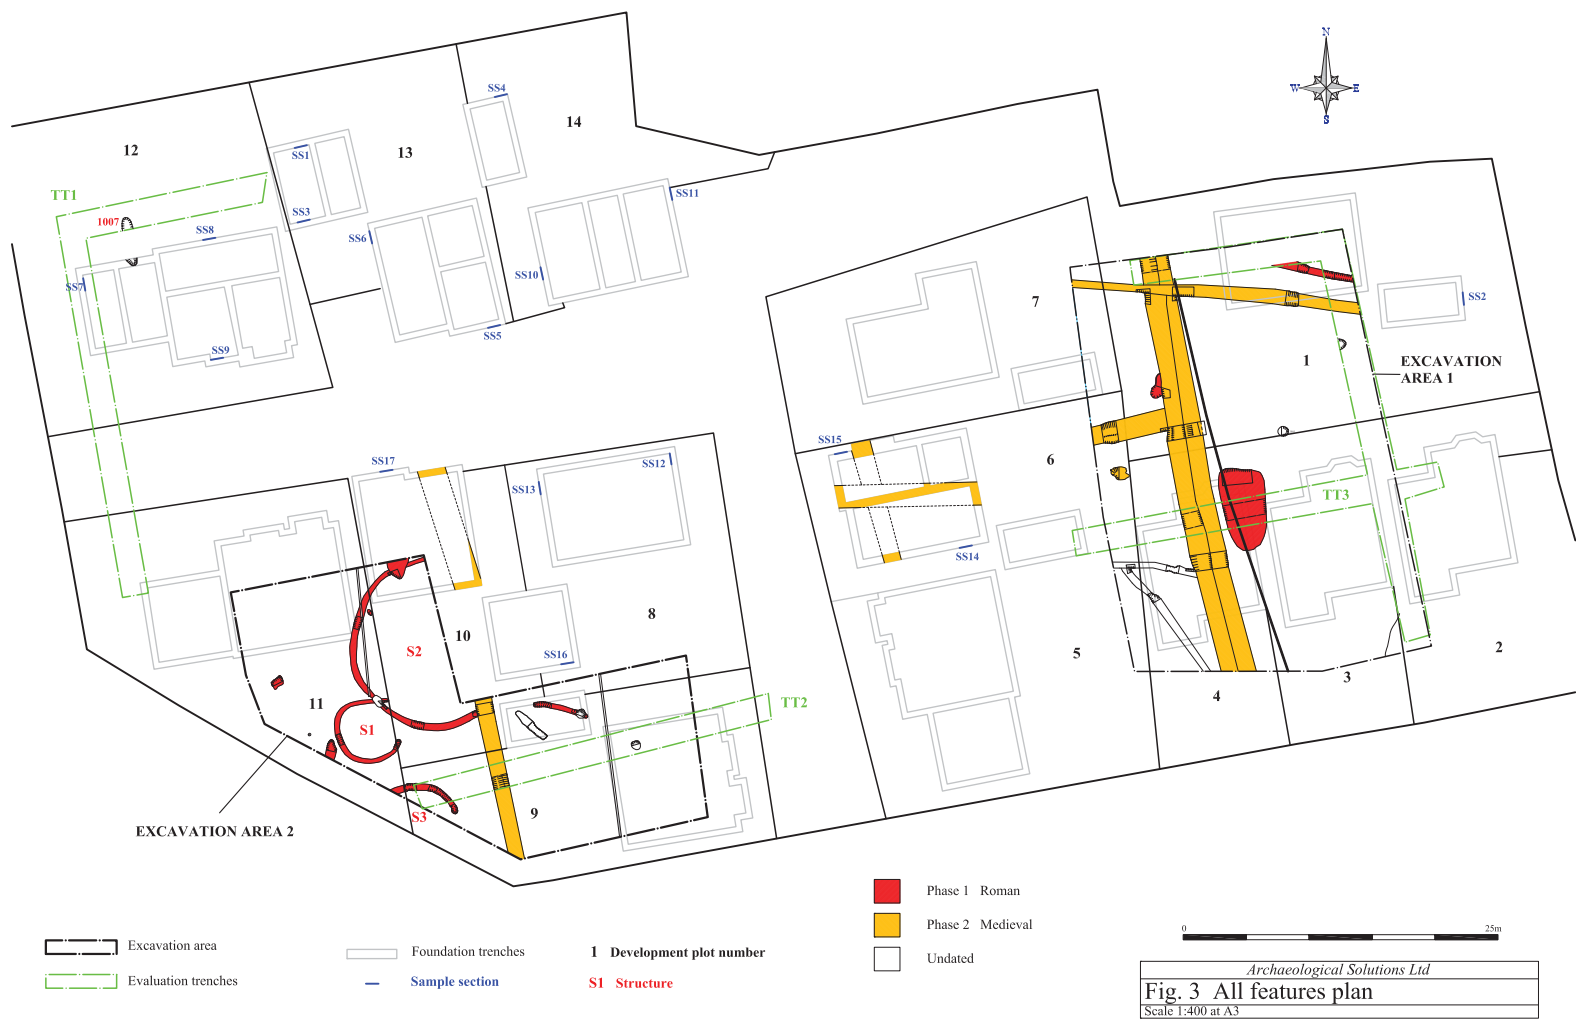 N
W E
S
SS4
14
12
13
SS1
TT1
1007
SS3
SS8
SS6
SS11
SS10
SS7
SS5
SS9
7
SS2
1
EXCAVATION
AREA 1
SS15
6
SS17
SS12
SS13
TT3
8
10
S2
SS16
SS14
5
2
3
4
11
S1
TT2
9
S3
EXCAVATION AREA 2
Phase 1 Roman
Phase 2 Medieval
Undated
Excavation area
Evaluation trenches
Foundation trenches
Sample section
1 Development plot number
S1 Structure
0 25m
Archaeological Solutions Ltd
Fig. 3 All features plan
Scale 1:400 at A3